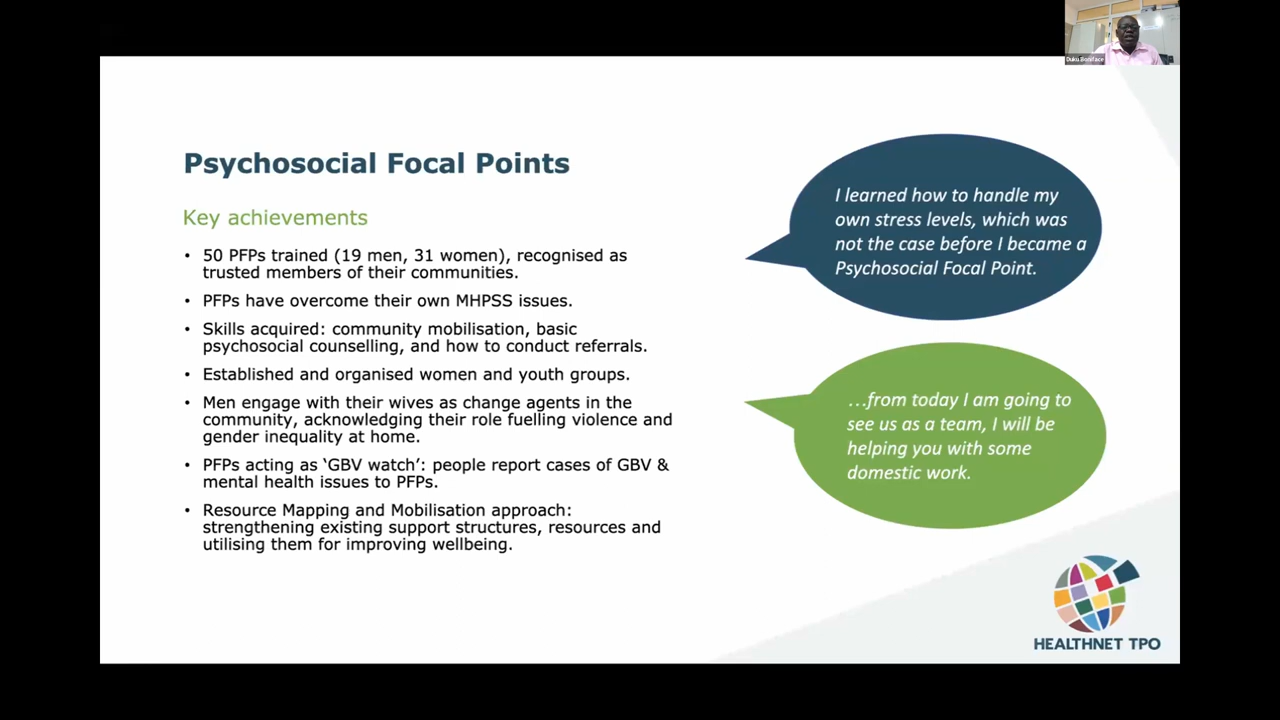 Duku Boniface
Psychosocial Focal Points
Key achievements
• 50 PFPs trained (19 men, 31 women), recognised as
trusted members of their communities.
• PFPs have overcome their own MHPSS issues.
• Skills acquired: community mobilisation, basic
psychosocial counselling, and how to conduct referrals.
• Established and organised women and youth groups.
• Men engage with their wives as change agents in the
community, acknowledging their role fuelling violence and
gender inequality at home.
• PFPs acting as ‘GBV watch’: people report cases of GBV &
mental health issues to PFPs.
• Resource Mapping and Mobilisation approach:
strengthening existing support structures, resources and
utilising them for improving wellbeing.
I learned how to handle my
own stress levels, which was
not the case before I became a
Psychosocial Focal Point.
…from today I am going to
see us as a team, I will be
helping you with some
domestic work.
HEALTHNET TPO